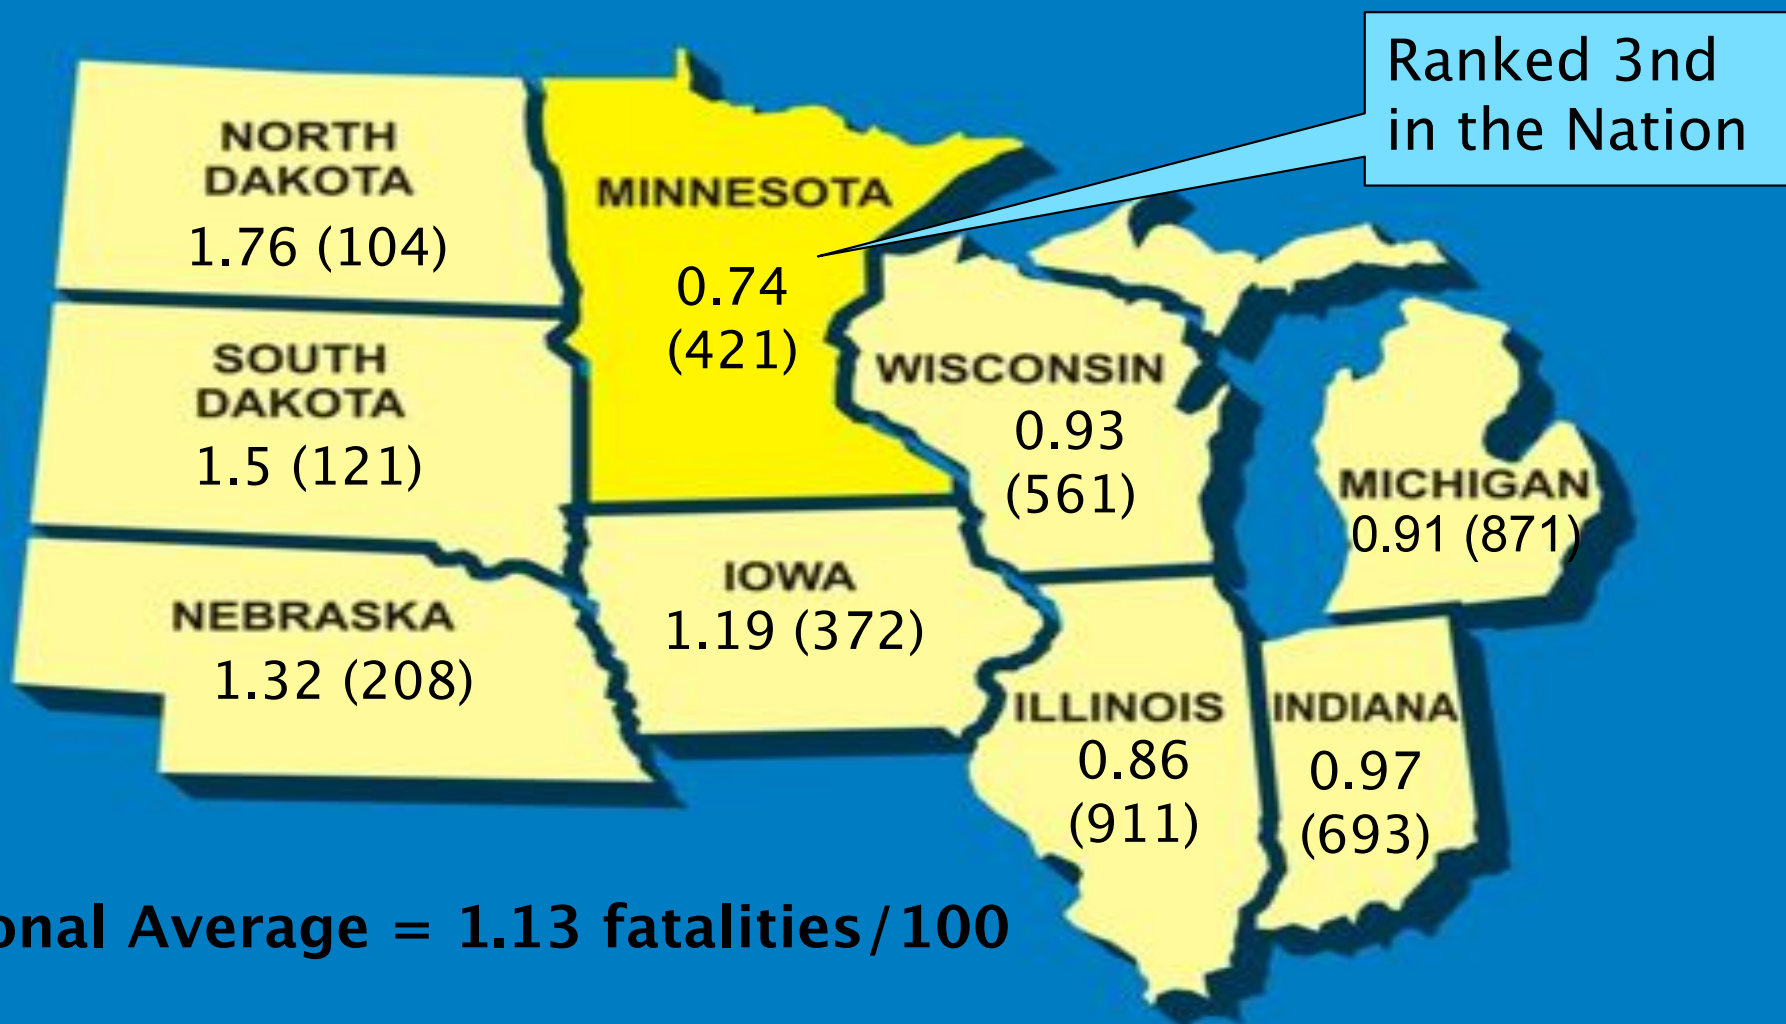 Ranked 3nd
in the Nation
NORTH
DAKOTA
1.76 (104)
MINNESOTA
0.74
(421)
SOUTH
DAKOTA
1.5 (121)
WISCONSIN
0.93
(561)
MICHIGAN
0.91 (871)
NEBRASKA
1.32 (208)
IOWA
1.19 (372)
ILLINOIS
0.86
(911)
INDIANA
0.97
(693)
onal Average = 1.13 fatalities/100